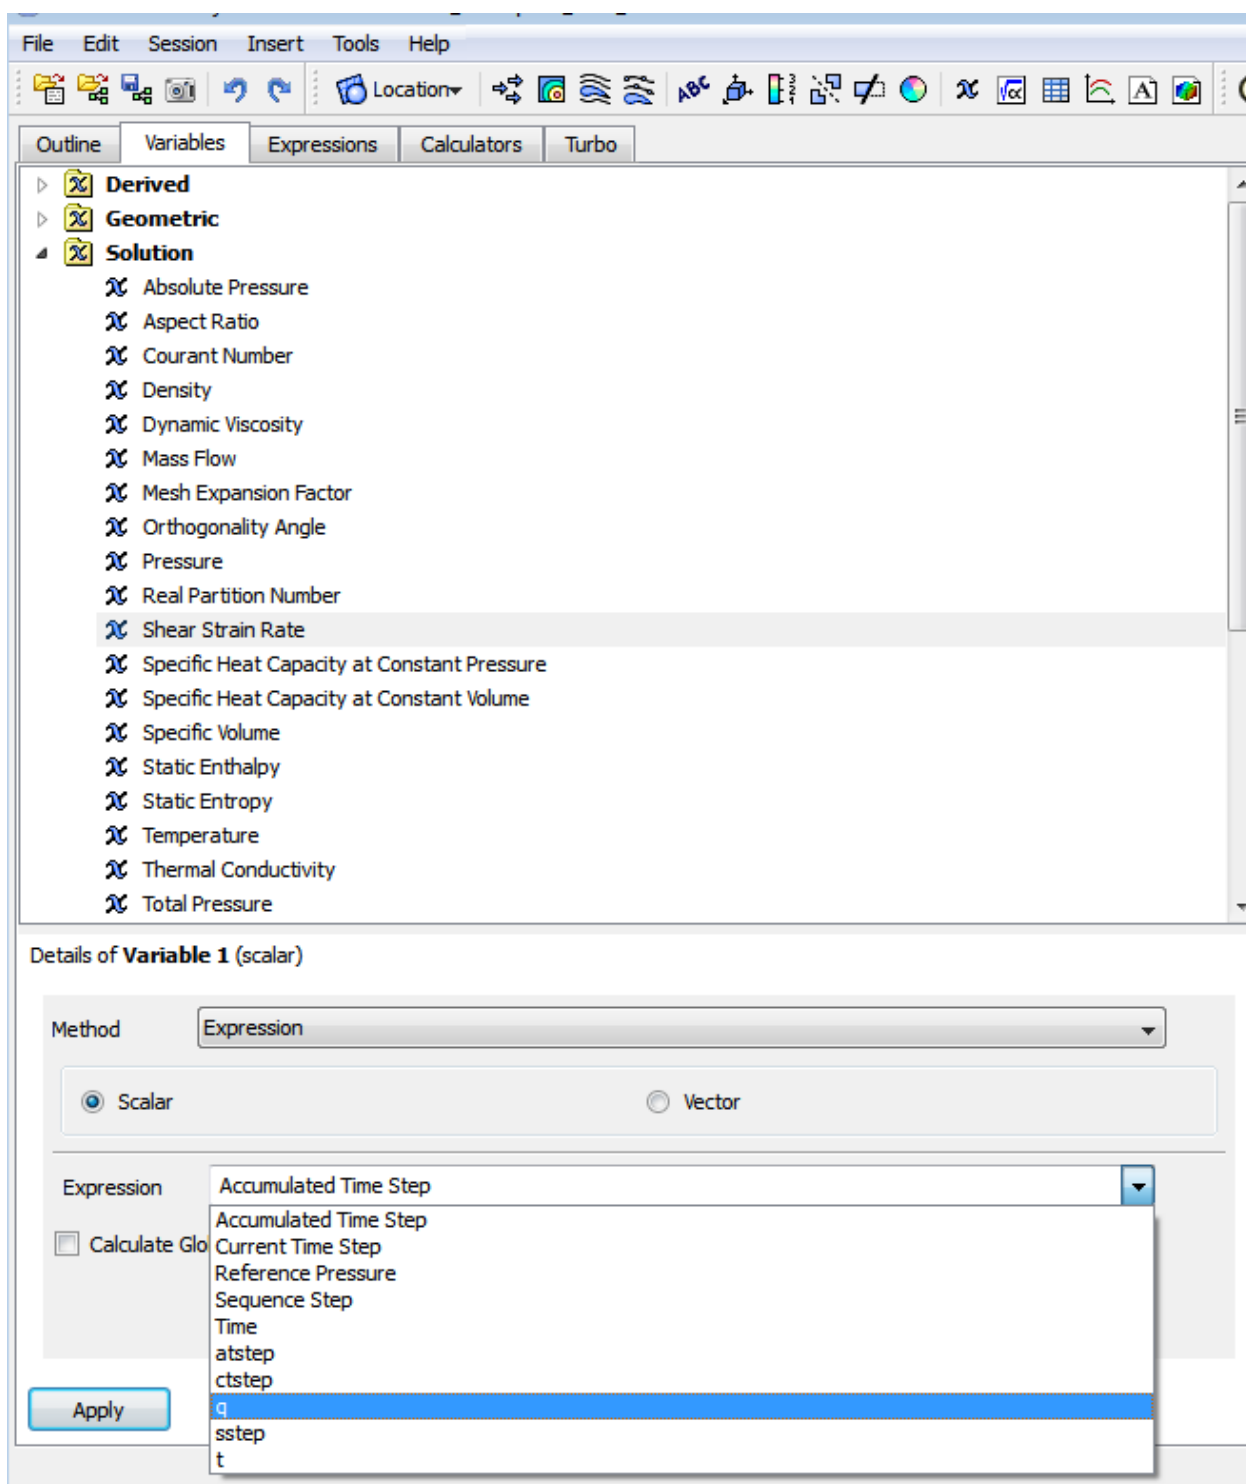 File Edit Session Insert Tools Help
Location
Outline Variables Expressions Calculators Turbo
Derived
Geometric
Solution
Absolute Pressure
Aspect Ratio
Courant Number
Density
Dynamic Viscosity
Mass Flow
Mesh Expansion Factor
Orthogonality Angle
Pressure
Real Partition Number
Shear Strain Rate
Specific Heat Capacity at Constant Pressure
Specific Heat Capacity at Constant Volume
Specific Volume
Static Enthalpy
Static Entropy
Temperature
Thermal Conductivity
Total Pressure
Details of Variable 1 (scalar)
Method Expression
Scalar Vector
Expression Accumulated Time Step
Accumulated Time Step
Calculate Glo
Current Time Step
Reference Pressure
Sequence Step
Time
atstep
ctstep
Apply
q
sstep
t